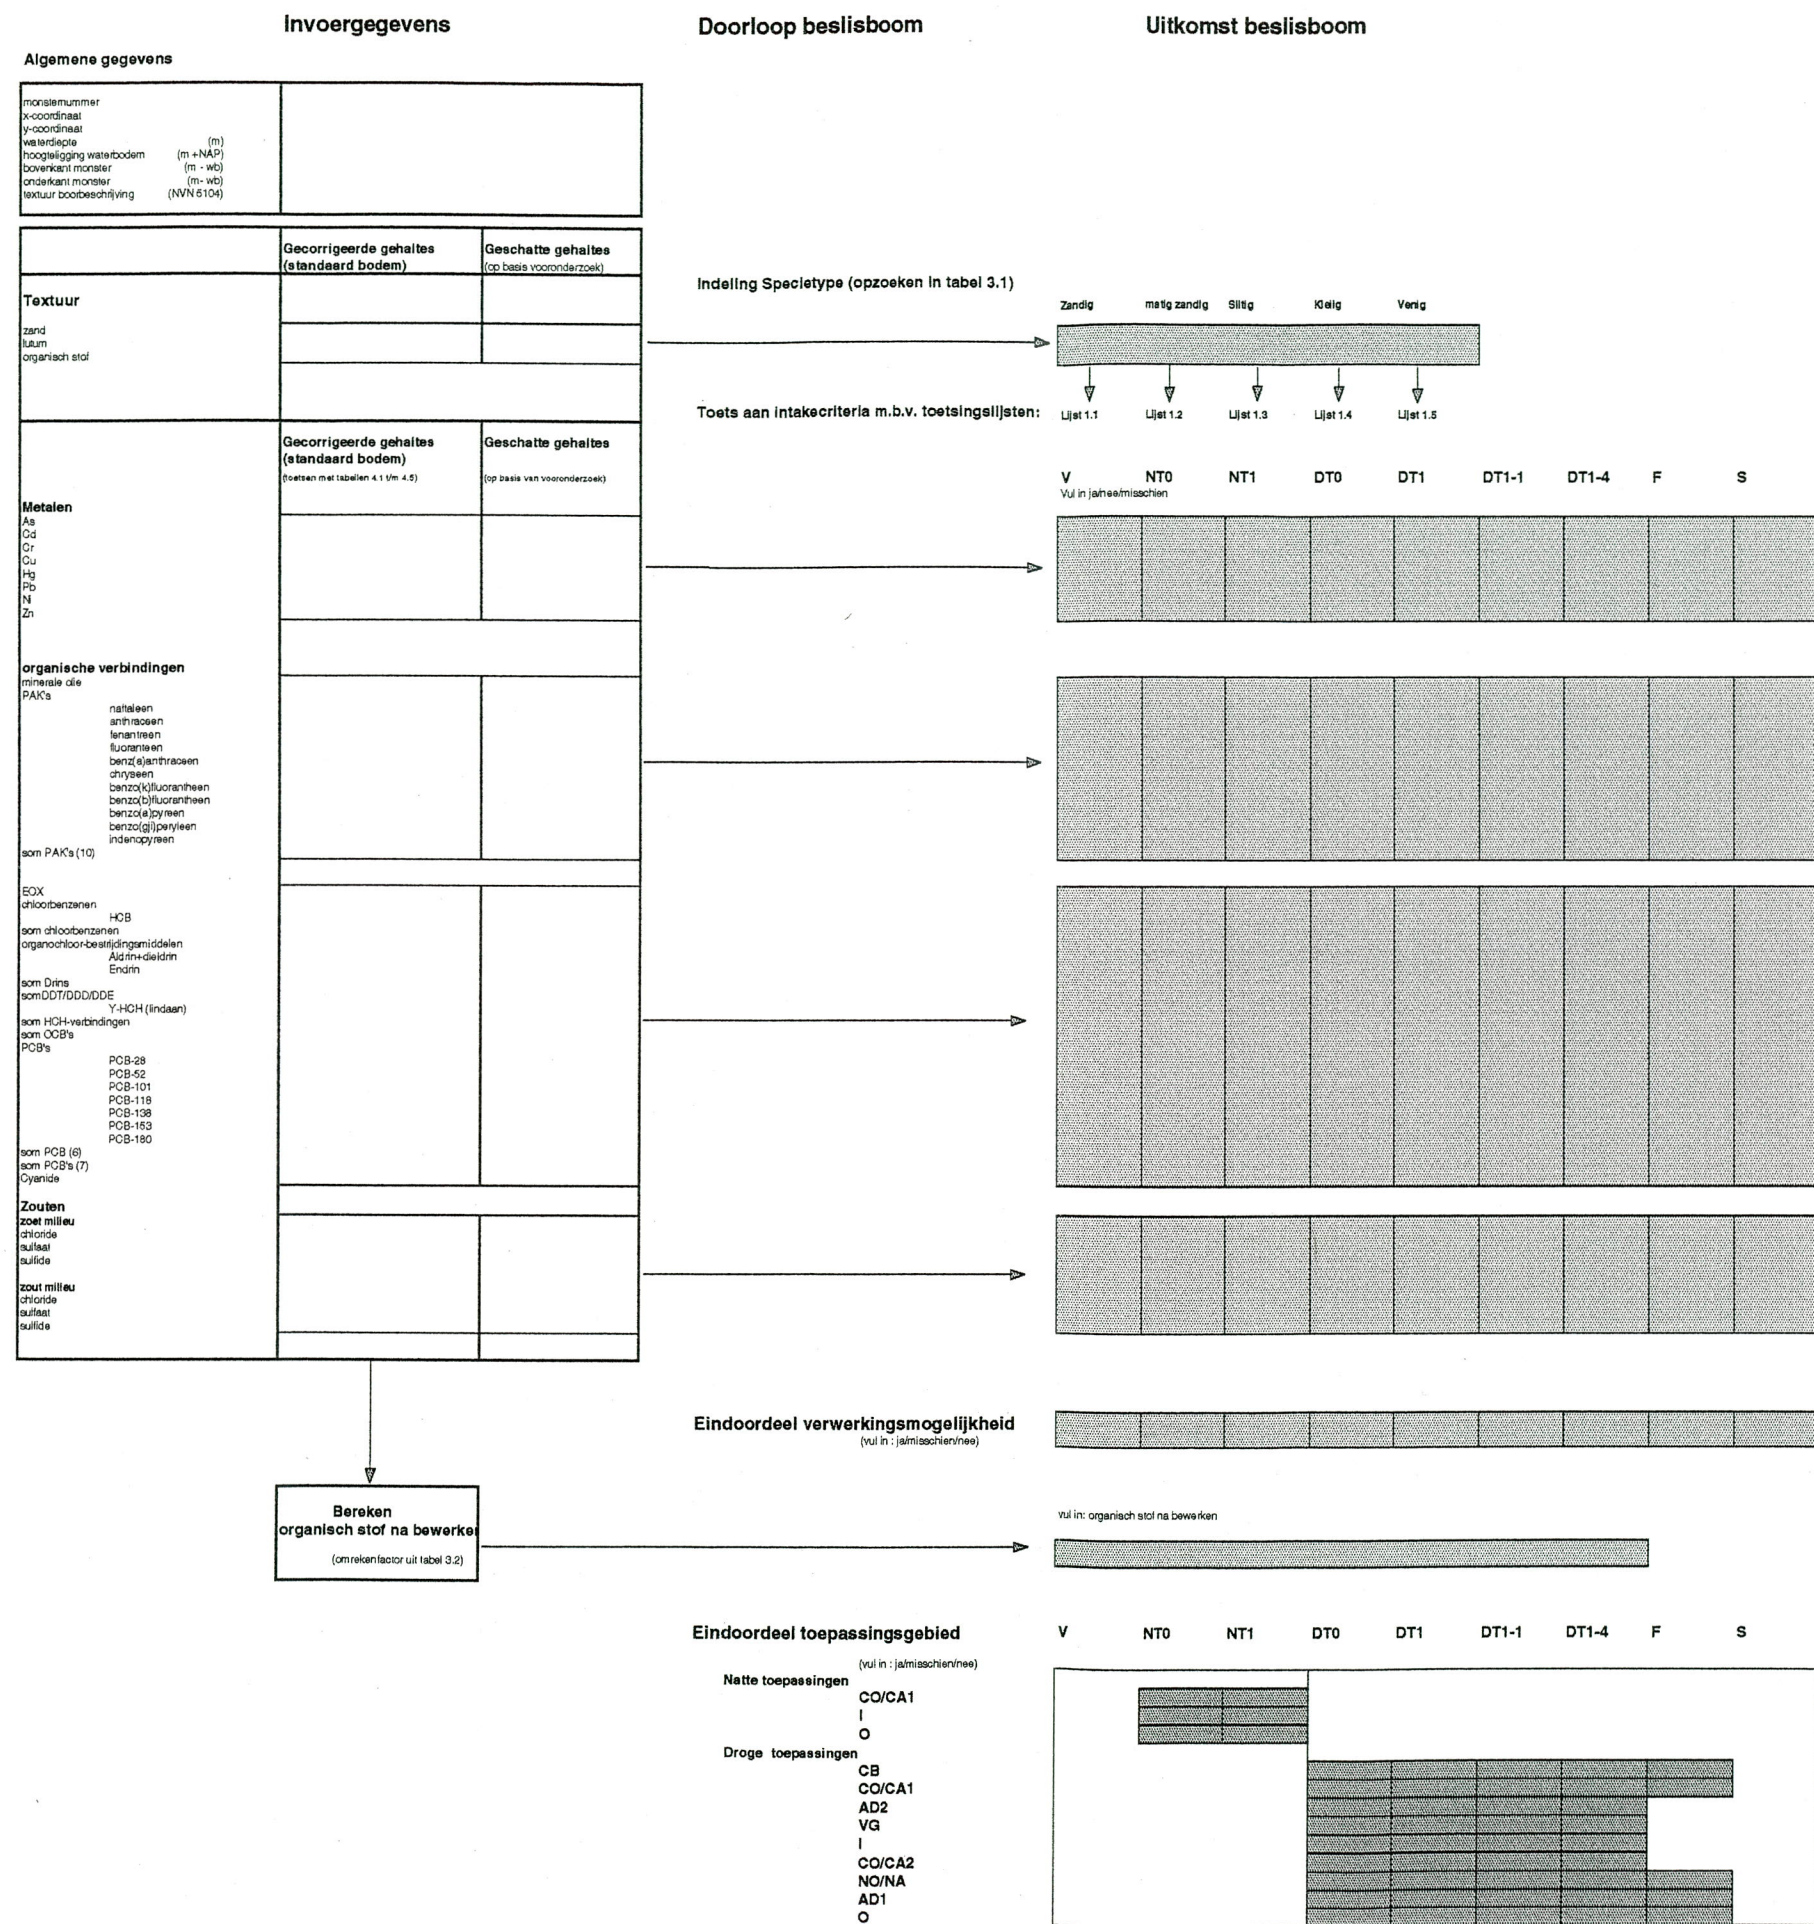 Invoergegevens
Doorloop beslisboom
Uitkomst beslisboom
Algemene gegevens
monsternummer
x-coordinaat
y-coordinaat
waterdiepte (m)
hoogteligging waterbodem (m +NAP)
bovenkant monster (m - wb)
onderkant monster (m- wb)
textuur boorbeschrijving (NVN 5104)
Gecorrigeerde gehaltes Geschatte gehaltes
(standaard bodem) (op basis vooronderzoek)
Indeling Specietype (opzoeken in tabel 3.1)
Textuur
Zandig matig zandig Siltig Kleiig Venig
zand
lutum
organisch stof
Toets aan intakecriteria m.b.v. toetsingslijsten: Lijst 1.1 Lijst 1.2 Lijst 1.3 Lijst 1.4 Lijst 1.5
Gecorrigeerde gehaltes Geschatte gehaltes
(standaard bodem)
(toetsen met tabellen 4.1 t/m 4.5) (op basis van vooronderzoek)
V NT0 NT1 DT0 DT1 DT1-1 DT1-4 F S
Vul in ja/nee/misschien
Metalen
As
Cd
Cr
Cu
Hg
Pb
Ni
Zn
organische verbindingen
minerale olie
PAK's
naftaleen
anthraceen
fenantreen
fluoranteen
benz(a)anthraceen
chryseen
benzo(k)fluorantheen
benzo(b)fluorantheen
benzo(a)pyreen
benzo(gji)peryleen
indenopyreen
som PAK's (10)
EOX
chloorbenzenen
HCB
som chloorbenzenen
organochloor-bestrijdingsmiddelen
Aldrin+dieldrin
Endrin
som Drins
somDDT/DDD/DDE
Y-HCH (lindaan)
som HCH-verbindingen
som OCB's
PCB's
PCB-28
PCB-52
PCB-101
PCB-118
PCB-138
PCB-153
PCB-180
som PCB (6)
som PCB's (7)
Cyanide
Zouten
zoet milieu
chloride
sulfaat
sulfide
zout milieu
chloride
sulfaat
sulfide
Eindoordeel verwerkingsmogelijkheid
(vul in : ja/misschien/nee)
Bereken
organisch stof na bewerke
(omrekenfactor uit tabel 3.2)
vul in: organisch stof na bewerken
Eindoordeel toepassingsgebied V NT0 NT1 DT0 DT1 DT1-1 DT1-4 F S
(vul in : ja/misschien/nee)
Natte toepassingen
CO/CA1
I
O
Droge toepassingen
CB
CO/CA1
AD2
VG
I
CO/CA2
NO/NA
AD1
O